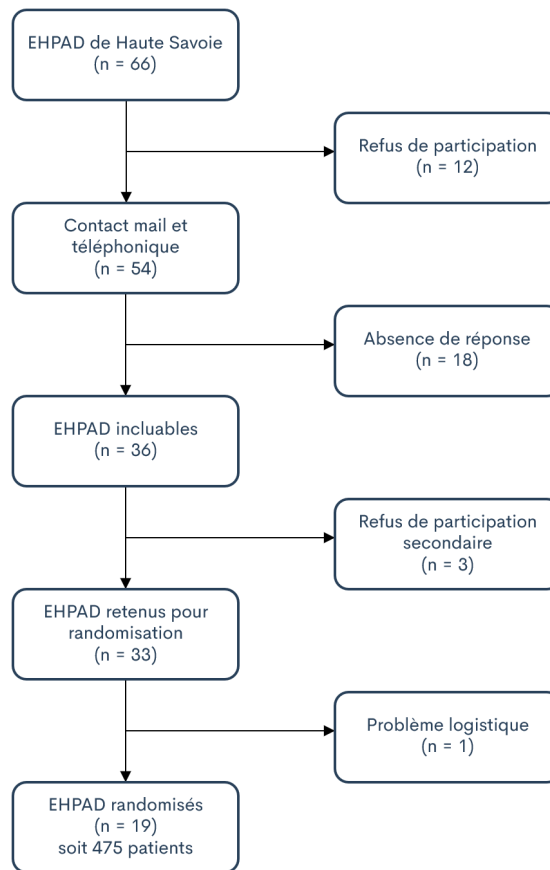 EHPAD de Haute Savoie
(n = 66)
Refus de participation
(n = 12)
Contact mail et
téléphonique
(n = 54)
Absence de réponse
(n = 18)
EHPAD incluables
(n = 36)
Refus de participation
secondaire
(n = 3)
EHPAD retenus pour
randomisation
(n = 33)
Problème logistique
(n = 1)
EHPAD randomisés
(n = 19)
soit 475 patients